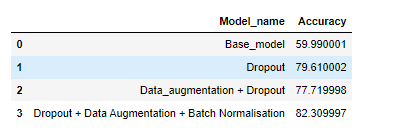 Model_name Accuracy
0 Base_model 59.990001
1 Dropout 79.610002
2 Data_augmentation + Dropout 77.719998
3 Dropout + Data Augmentation + Batch Normalisation 82.309997